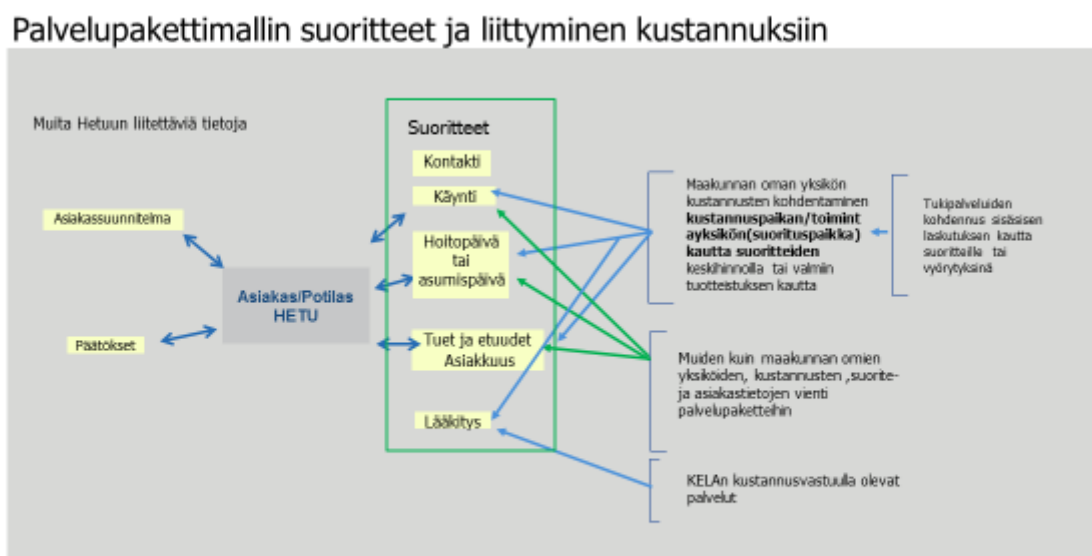 Palvelupakettimallin suoritteet ja liittyminen kustannuksiin
Muita Hetuun liitettäviä tietoja
Asiakassuunnitelma
Päätökset
Asiakas/Potilas
HETU
Suoritteet
Kontakti
Käynti
Hoitopäivä
tai
asumispäivä
Tuet ja etuudet
Asiakkuus
Lääkitys
Maakunnan oman yksikön
kustannusten kohdentaminen
kustannuspaikan/toimint
ayksikön(suorituspaikka)
kautta suoritteiden
keskihinnoilla tai valmiin
tuotteistuksen kautta
Tukipalveluiden
kohdennus sisäsisen
laskutuksen kautta
suoritteille tai
vyörytyksinä
Muiden kuin maakunnan omien
yksiköiden, kustannusten ,suorite-
ja asiakastietojen vienti
palvelupaketteihin
KELAn kustannusvastuulla olevat
palvelut